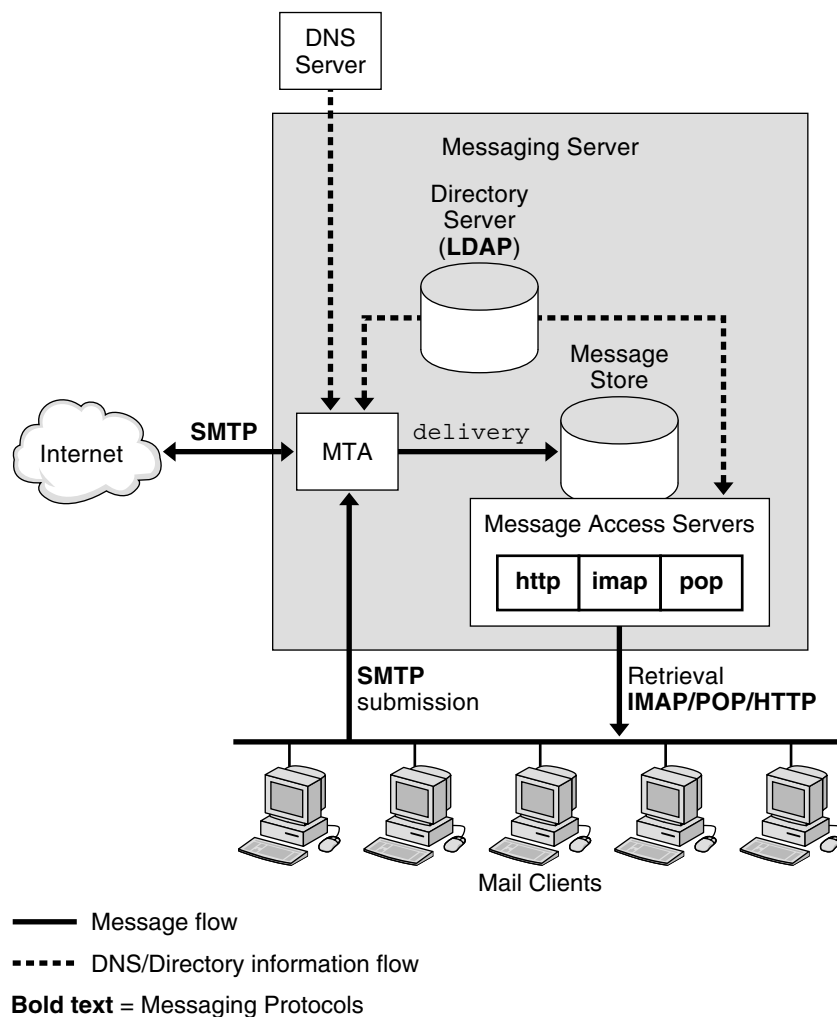 DNS
Server
Messaging Server
Directory
Server
(LDAP)
Message
Store
Internet
SMTP
MTA
delivery
Message Access Servers
http
imap
pop
SMTP
submission
Retrieval
IMAP/POP/HTTP
Mail Clients
Message flow
DNS/Directory information flow
Bold text = Messaging Protocols